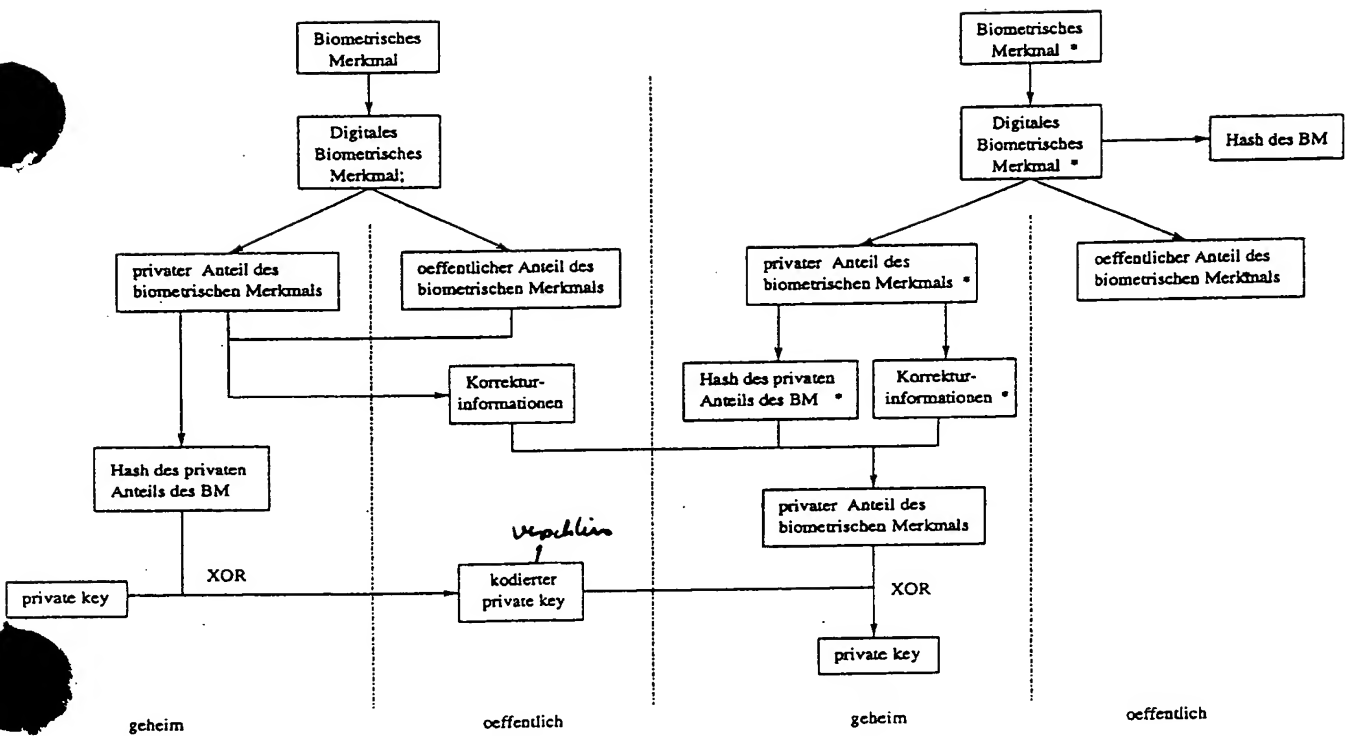 Biometrisches
Merkmal
Digitales
Biometrisches
Merkmal;
privater Anteil des
biometrischen Merkmals
oeffentlicher Anteil des
biometrischen Merkmals
Korrektur-
informationen
Hash des privaten
Anteils des BM
private key
XOR
kodierter
private key
geheim
oeffentlich
Biometrisches
Merkmal *
Digitales
Biometrisches
Merkmal *
Hash des BM
privater Anteil des
biometrischen Merkmals *
oeffentlicher Anteil des
biometrischen Merkmals
Hash des privaten
Anteils des BM *
Korrektur-
informationen *
privater Anteil des
biometrischen Merkmals
XOR
private key
geheim
oeffentlich